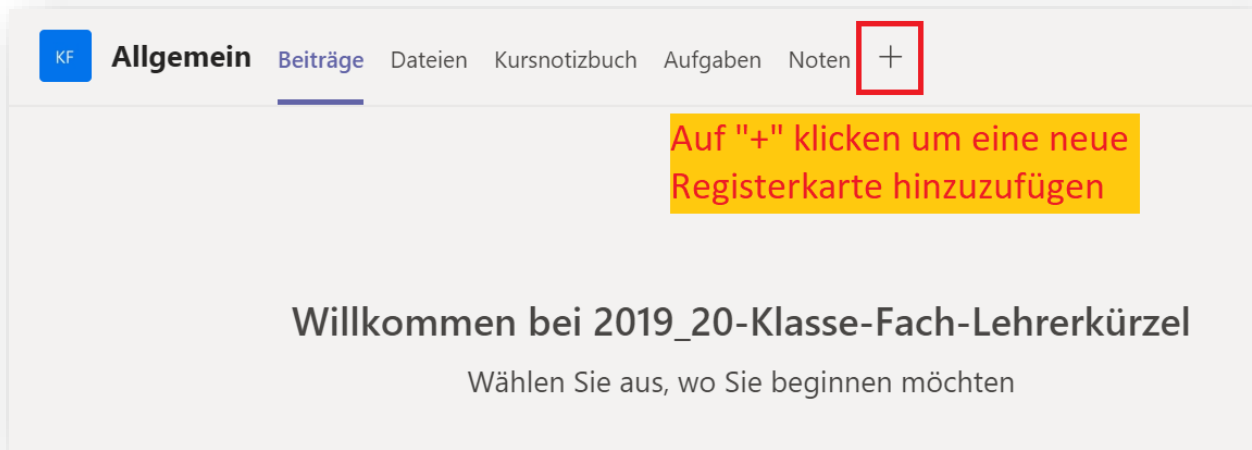 KF Allgemein Beiträge Dateien Kursnotizbuch Aufgaben Noten +
Auf "+" klicken um eine neue
Registerkarte hinzuzufügen
Willkommen bei 2019_20-Klasse-Fach-Lehrerkürzel
Wählen Sie aus, wo Sie beginnen möchten